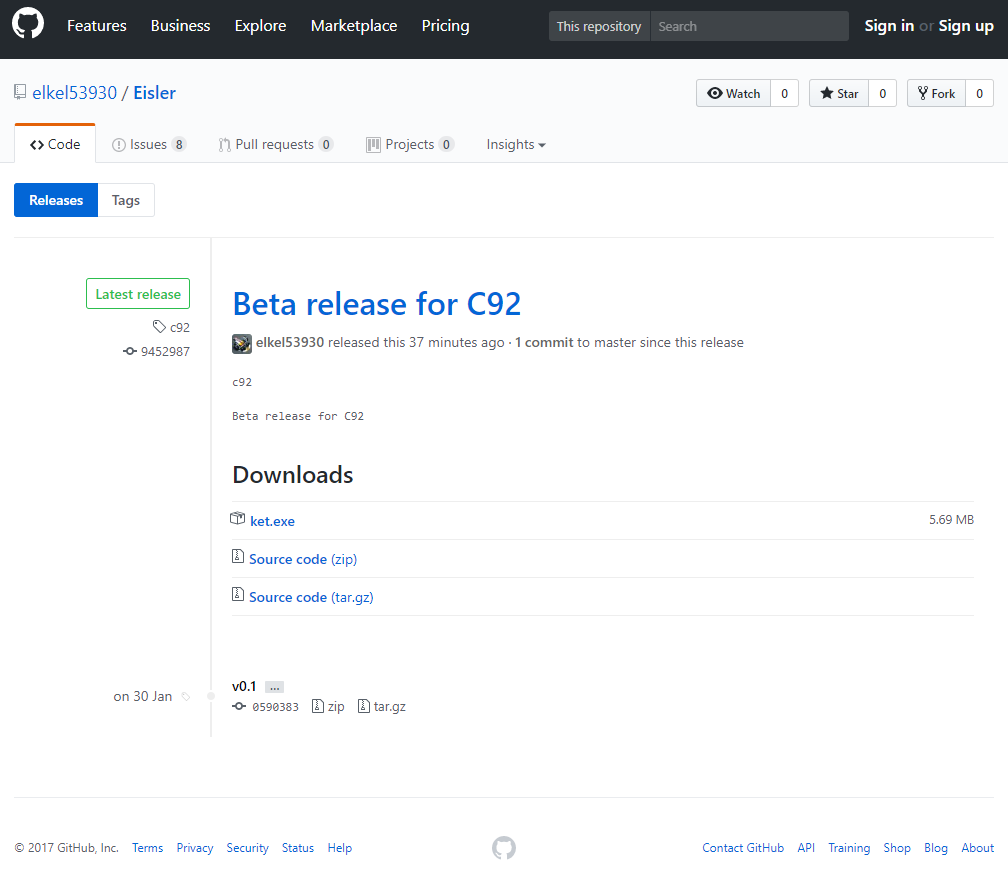 Features Business Explore Marketplace Pricing This repository Search Sign in or Sign up
elkel53930 / Eisler Watch 0 Star 0 Fork 0
Code Issues 8 Pull requests 0 Projects 0 Insights
Releases Tags
Latest release
c92
9452987
Beta release for C92
elkel53930 released this 37 minutes ago · 1 commit to master since this release
c92
Beta release for C92
Downloads
ket.exe 5.69 MB
Source code (zip)
Source code (tar.gz)
on 30 Jan
v0.1 ...
0590383 zip tar.gz
© 2017 GitHub, Inc. Terms Privacy Security Status Help Contact GitHub API Training Shop Blog About